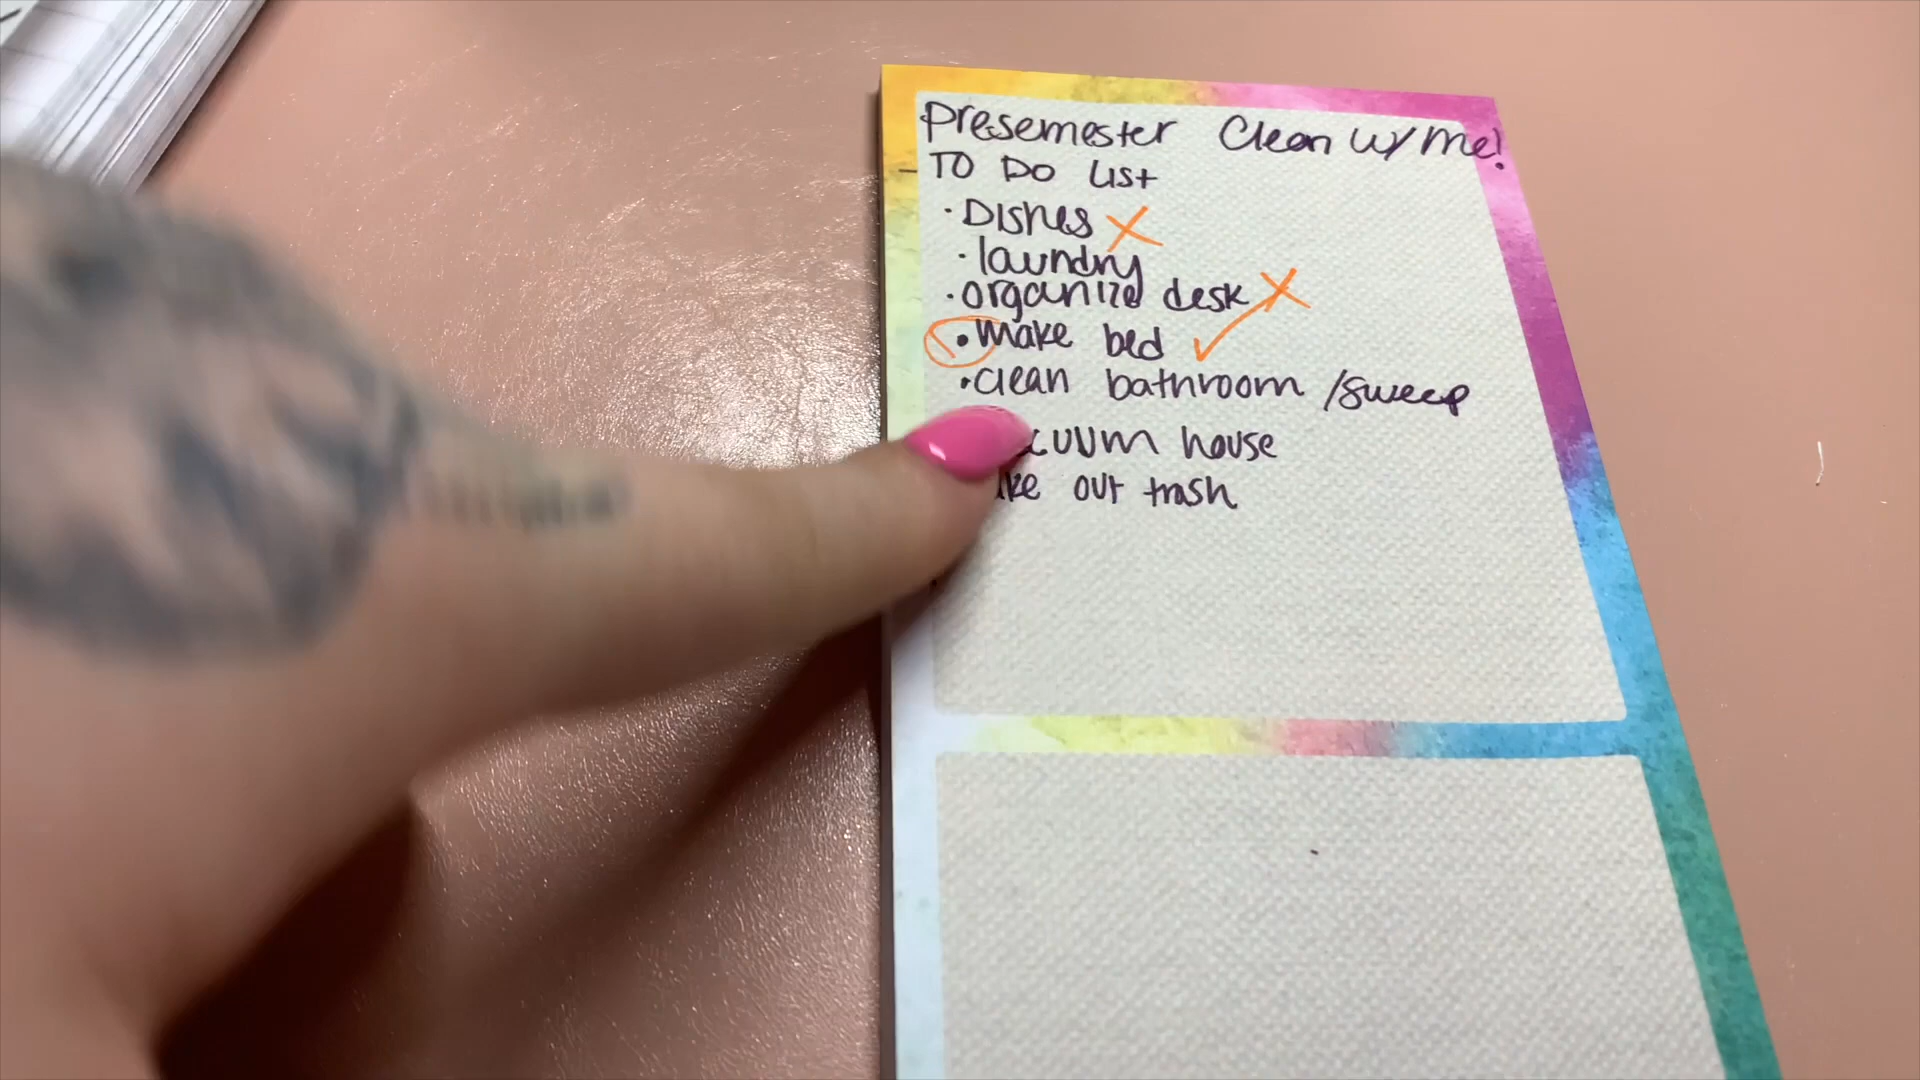 Presemester Clean w/ Me!
TO DO List
· Dishes X
· laundry
· organize desk X
· Make bed ✓
· clean bathroom /sweep
house
out trash